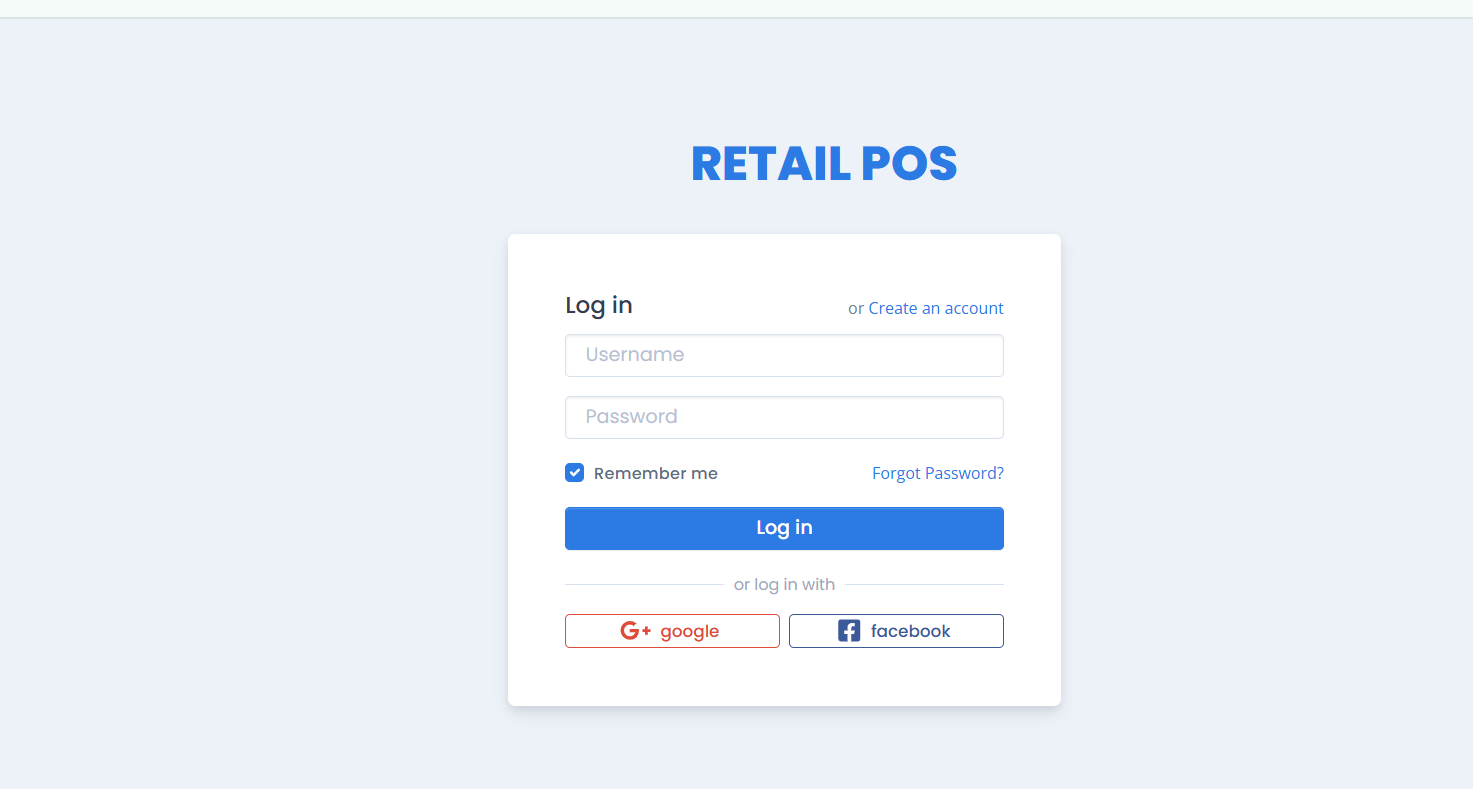 RETAIL POS
Log in
or Create an account
Username
Password
Remember me
Forgot Password?
Log in
or log in with
G+ google
facebook